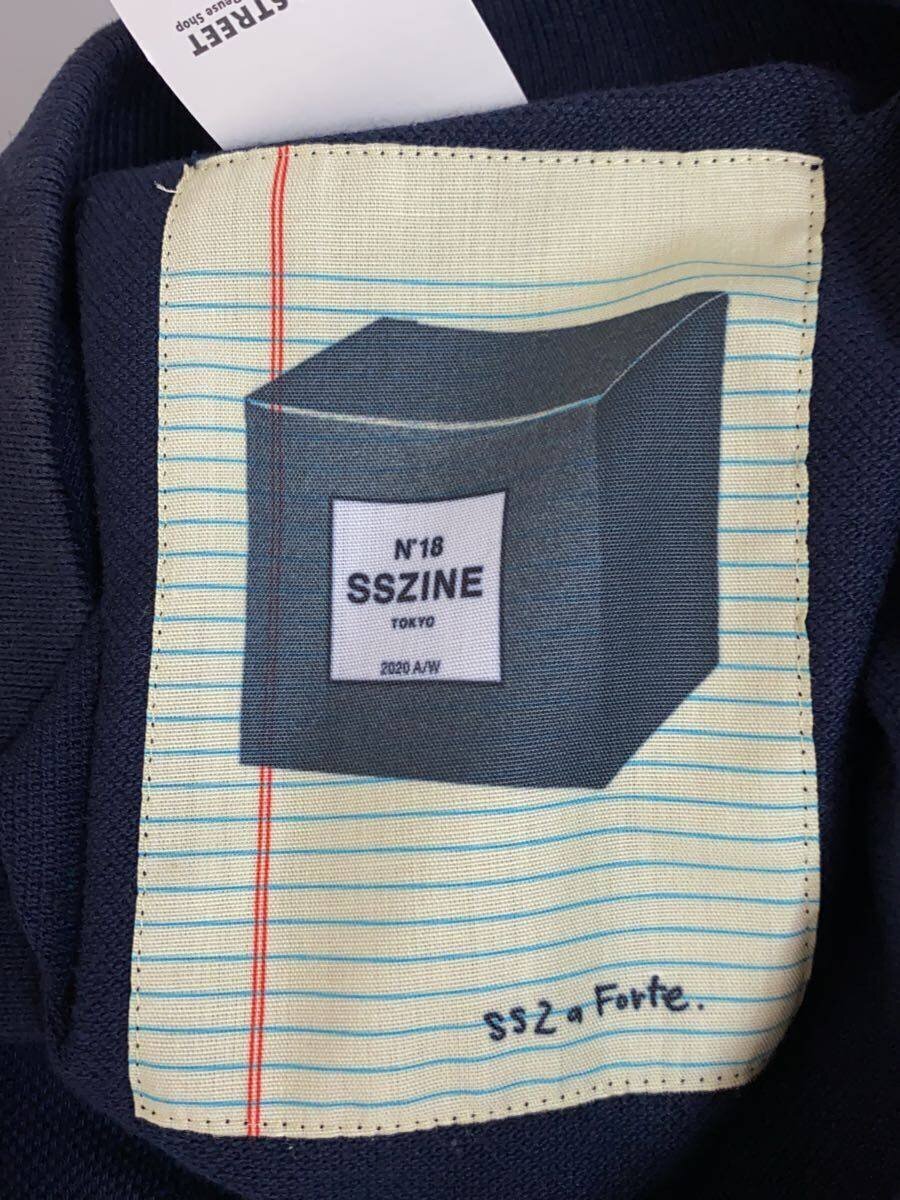 STREET
Reuse Shop
N°18
SSZINE
TOKYO
2020 A/W
SSZ a Forte.